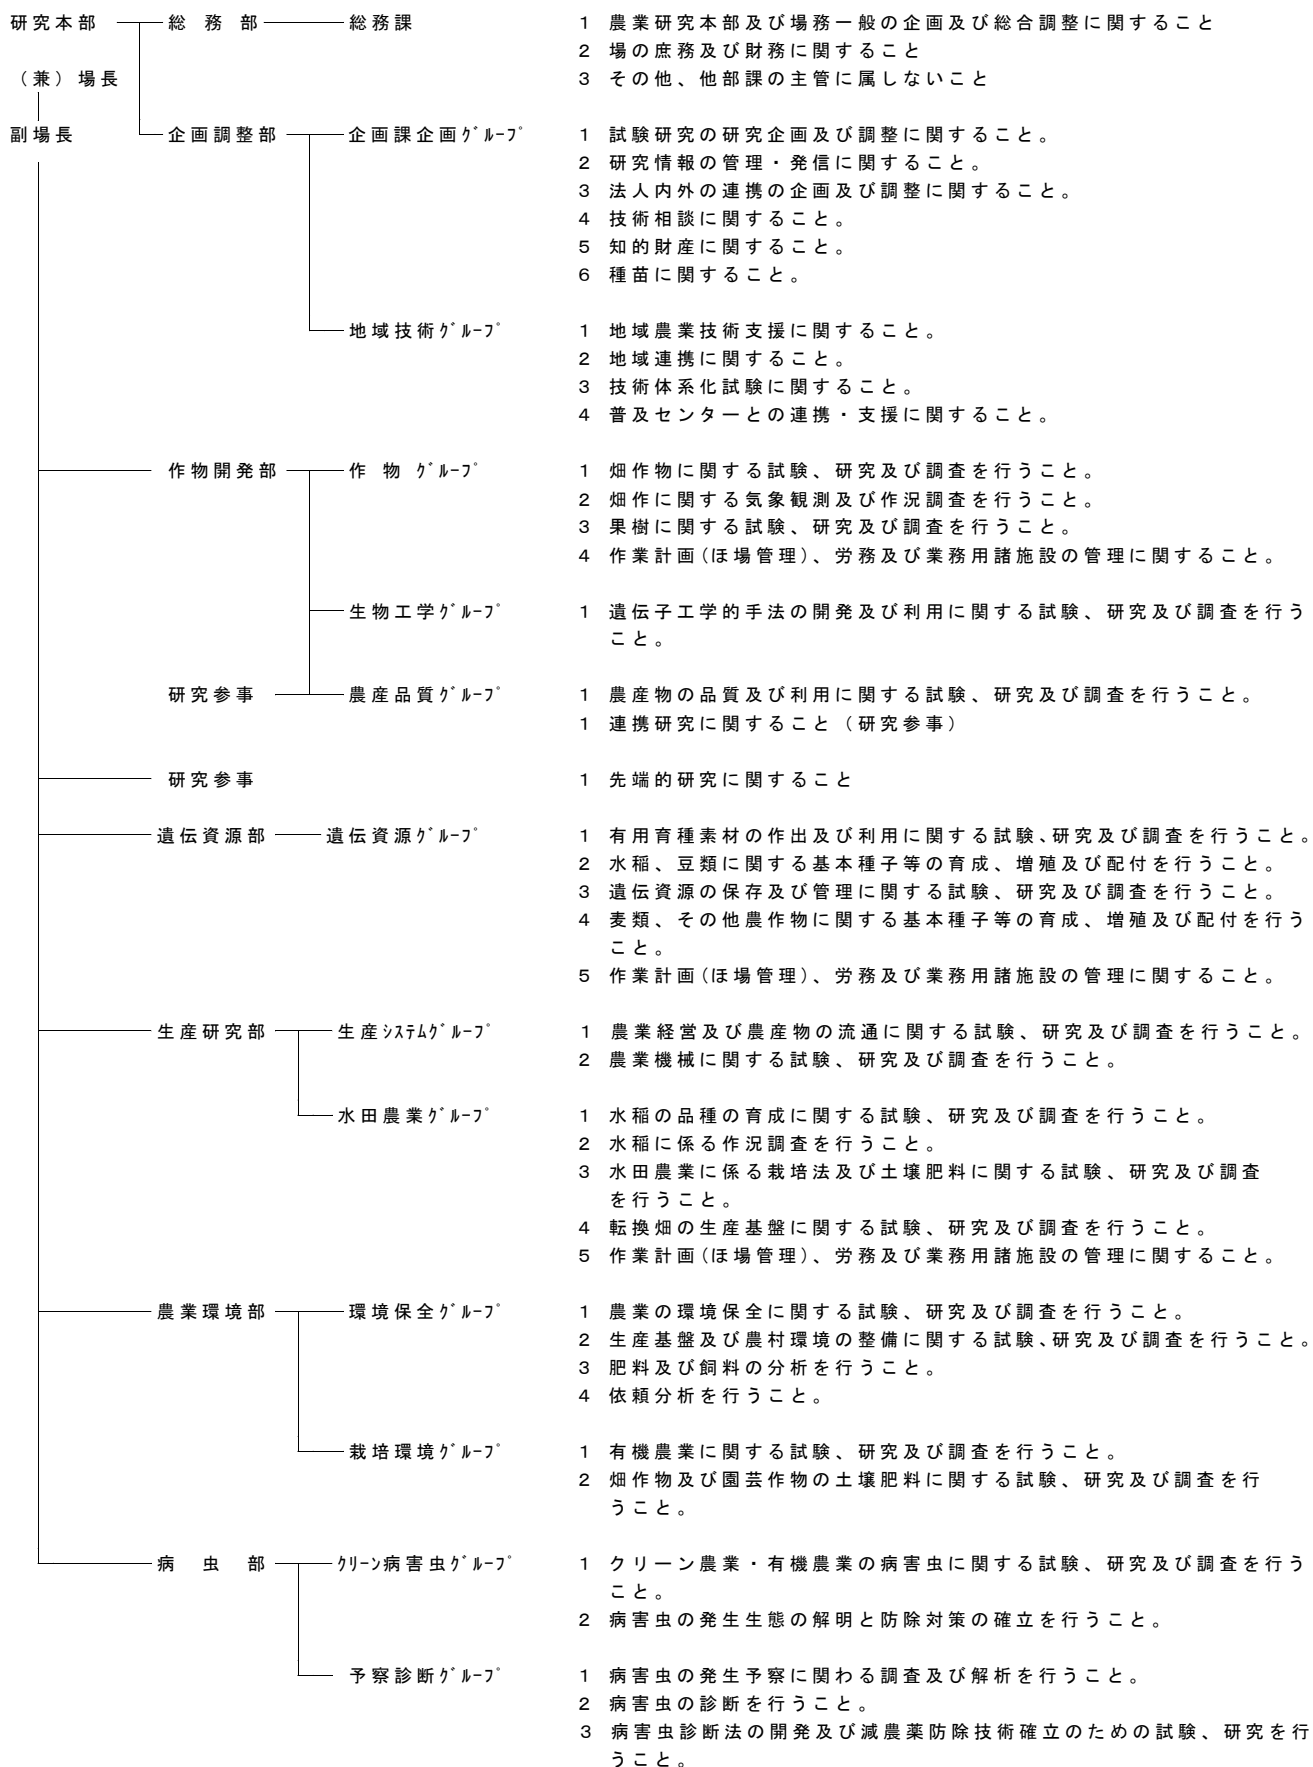 研究本部 総務部 総務課 1 農業研究本部及び場務一般の企画及び総合調整に関すること
2 場の庶務及び財務に関すること
（兼）場長 3 その他、他部課の主管に属しないこと
副場長 企画調整部 企画課企画ｸﾞﾙｰﾌﾟ 1 試験研究の研究企画及び調整に関すること。
2 研究情報の管理・発信に関すること。
3 法人内外の連携の企画及び調整に関すること。
4 技術相談に関すること。
5 知的財産に関すること。
6 種苗に関すること。
地域技術ｸﾞﾙｰﾌﾟ 1 地域農業技術支援に関すること。
2 地域連携に関すること。
3 技術体系化試験に関すること。
4 普及センターとの連携・支援に関すること。
作物開発部 作物 ｸﾞﾙｰﾌﾟ 1 畑作物に関する試験、研究及び調査を行うこと。
2 畑作に関する気象観測及び作況調査を行うこと。
3 果樹に関する試験、研究及び調査を行うこと。
4 作業計画(ほ場管理)、労務及び業務用諸施設の管理に関すること。
生物工学ｸﾞﾙｰﾌﾟ 1 遺伝子工学的手法の開発及び利用に関する試験、研究及び調査を行う
こと。
研究参事 農産品質ｸﾞﾙｰﾌﾟ 1 農産物の品質及び利用に関する試験、研究及び調査を行うこと。
1 連携研究に関すること（研究参事）
研究参事 1 先端的研究に関すること
遺伝資源部 遺伝資源ｸﾞﾙｰﾌﾟ 1 有用育種素材の作出及び利用に関する試験､研究及び調査を行うこと。
2 水稲、豆類に関する基本種子等の育成、増殖及び配付を行うこと。
3 遺伝資源の保存及び管理に関する試験、研究及び調査を行うこと。
4 麦類、その他農作物に関する基本種子等の育成、増殖及び配付を行う
こと。
5 作業計画(ほ場管理)、労務及び業務用諸施設の管理に関すること。
生産研究部 生産ｼｽﾃﾑｸﾞﾙｰﾌﾟ 1 農業経営及び農産物の流通に関する試験、研究及び調査を行うこと。
2 農業機械に関する試験、研究及び調査を行うこと。
水田農業ｸﾞﾙｰﾌﾟ 1 水稲の品種の育成に関する試験、研究及び調査を行うこと。
2 水稲に係る作況調査を行うこと。
3 水田農業に係る栽培法及び土壌肥料に関する試験、研究及び調査
を行うこと。
4 転換畑の生産基盤に関する試験、研究及び調査を行うこと。
5 作業計画(ほ場管理)、労務及び業務用諸施設の管理に関すること。
農業環境部 環境保全ｸﾞﾙｰﾌﾟ 1 農業の環境保全に関する試験、研究及び調査を行うこと。
2 生産基盤及び農村環境の整備に関する試験､研究及び調査を行うこと。
3 肥料及び飼料の分析を行うこと。
4 依頼分析を行うこと。
栽培環境ｸﾞﾙｰﾌﾟ 1 有機農業に関する試験、研究及び調査を行うこと。
2 畑作物及び園芸作物の土壌肥料に関する試験、研究及び調査を行
うこと。
病虫部 ｸﾘｰﾝ病害虫ｸﾞﾙｰﾌﾟ 1 クリーン農業・有機農業の病害虫に関する試験、研究及び調査を行う
こと。
2 病害虫の発生生態の解明と防除対策の確立を行うこと。
予察診断ｸﾞﾙｰﾌﾟ 1 病害虫の発生予察に関わる調査及び解析を行うこと。
2 病害虫の診断を行うこと。
3 病害虫診断法の開発及び減農薬防除技術確立のための試験、研究を行
うこと。